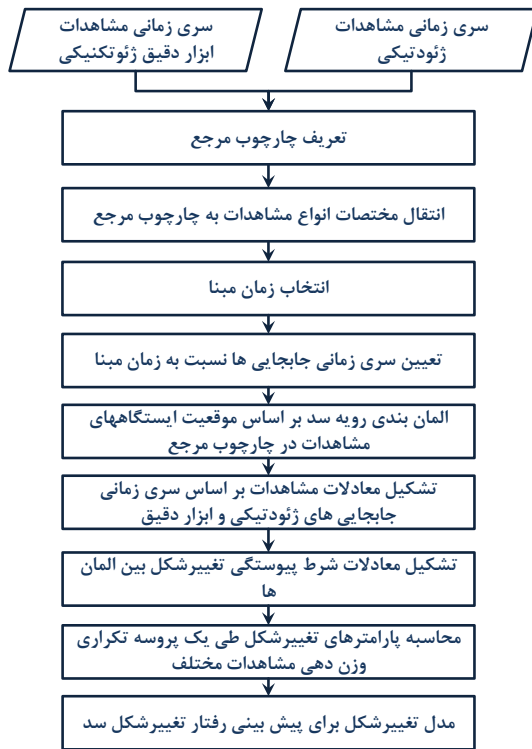 سری زمانی مشاهدات
ژئودتیکی
سری زمانی مشاهدات
ابزار دقیق ژئوتکنیکی
تعریف چارچوب مرجع
انتقال مختصات انواع مشاهدات به چارچوب مرجع
انتخاب زمان مبنا
تعیین سری زمانی جابجایی ها نسبت به زمان مبنا
المان بندی رویه سد بر اساس موقعیت ایستگاههای
مشاهدات در چارچوب مرجع
تشکیل معادلات مشاهدات بر اساس سری زمانی
جابجایی های ژئودتیکی و ابزار دقیق
تشکیل معادلات شرط پیوستگی تغییرشکل بین المان
ها
محاسبه پارامترهای تغییرشکل طی یک پروسه تکراری
وزن دهی مشاهدات مختلف
مدل تغییرشکل برای پیش بینی رفتار تغییرشکل سد